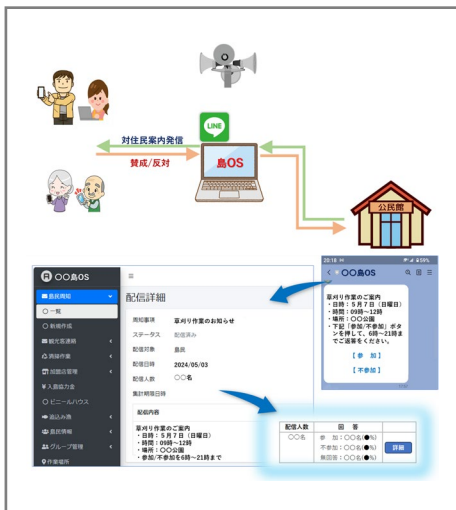 LINE
対住民案内発信
賛成/反対
島OS
公民館
20:18
59%
〇〇島OS
草刈り作業のご案内
・日時：５月７日（日曜日）
・時間：09時～12時
・場所：〇〇公園
・下記「参加/不参加」ボタ
ンを押して、6時～21時ま
でご返答をください。
【 参 加 】
【 不参加 】
R 〇〇島OS
島民周知
一覧
新規作成
観光客連絡
清掃作業
加盟店管理
¥入島協力金
ビニールハウス
申込み表
島民情報
グループ管理
作業場所
配信詳細
周知事項 草刈り作業のお知らせ
ステータス 配信済み
配信対象 島民
配信日時 2024/05/03
配信人数 〇〇名
集計期限日時
配信内容
草刈り作業のご案内
・日時：５月７日（日曜日）
・時間：09時～12時
・場所：〇〇公園
・参加/不参加を6時～21時まで
配信人数 回 答
〇〇名 参 加：〇〇名(●%)
不参加：〇〇名(●%)
無回答：〇〇名(●%)
詳細